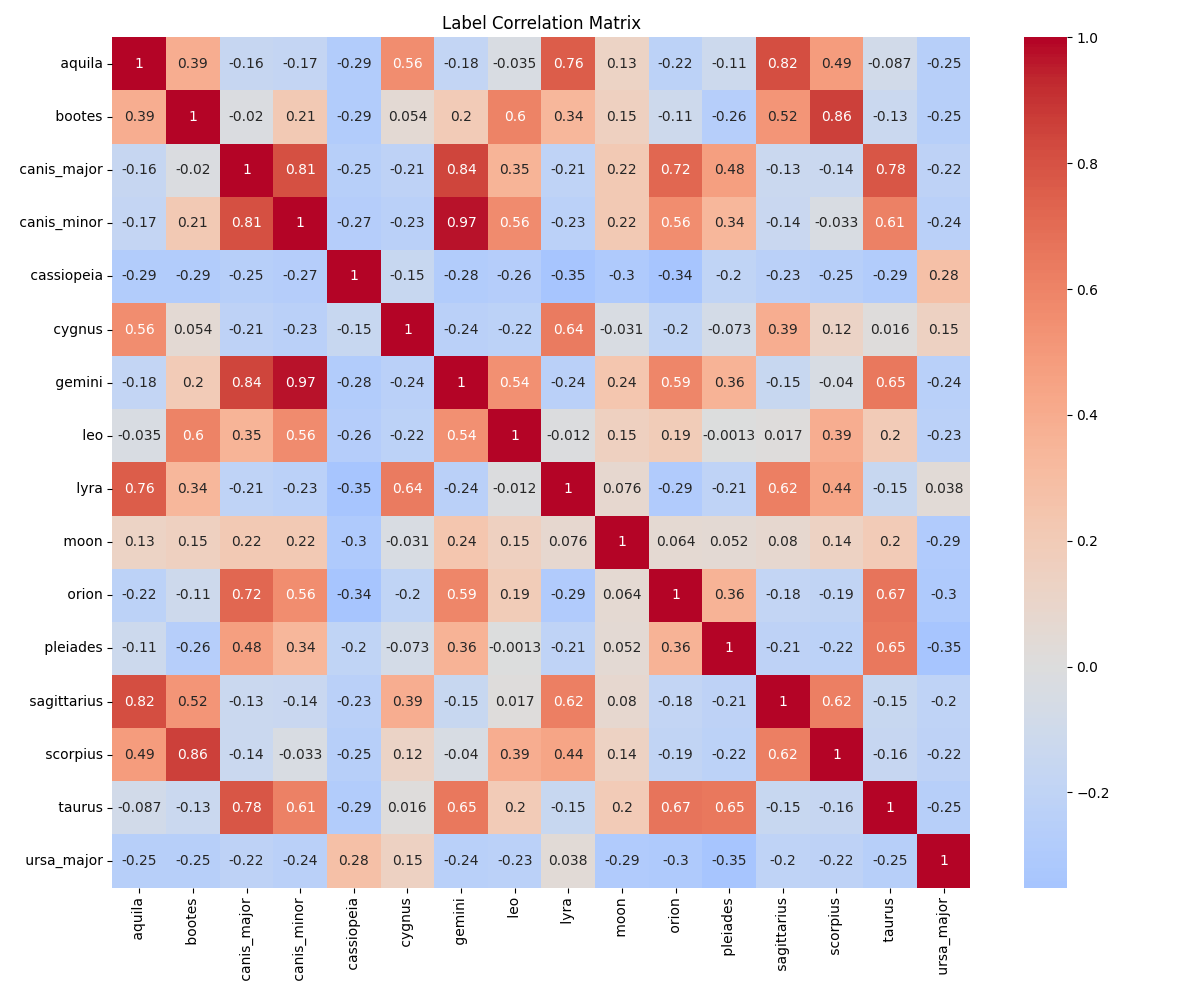 Label Correlation Matrix
aquila 1 0.39 -0.16 -0.17 -0.29 0.56 -0.18 -0.035 0.76 0.13 -0.22 -0.11 0.82 0.49 -0.087 -0.25
bootes 0.39 1 -0.02 0.21 -0.29 0.054 0.2 0.6 0.34 0.15 -0.11 -0.26 0.52 0.86 -0.13 -0.25
canis_major -0.16 -0.02 1 0.81 -0.25 -0.21 0.84 0.35 -0.21 0.22 0.72 0.48 -0.13 -0.14 0.78 -0.22
canis_minor -0.17 0.21 0.81 1 -0.27 -0.23 0.97 0.56 -0.23 0.22 0.56 0.34 -0.14 -0.033 0.61 -0.24
cassiopeia -0.29 -0.29 -0.25 -0.27 1 -0.15 -0.28 -0.26 -0.35 -0.3 -0.34 -0.2 -0.23 -0.25 -0.29 0.28
cygnus 0.56 0.054 -0.21 -0.23 -0.15 1 -0.24 -0.22 0.64 -0.031 -0.2 -0.073 0.39 0.12 0.016 0.15
gemini -0.18 0.2 0.84 0.97 -0.28 -0.24 1 0.54 -0.24 0.24 0.59 0.36 -0.15 -0.04 0.65 -0.24
leo -0.035 0.6 0.35 0.56 -0.26 -0.22 0.54 1 -0.012 0.15 0.19 -0.0013 0.017 0.39 0.2 -0.23
lyra 0.76 0.34 -0.21 -0.23 -0.35 0.64 -0.24 -0.012 1 0.076 -0.29 -0.21 0.62 0.44 -0.15 0.038
moon 0.13 0.15 0.22 0.22 -0.3 -0.031 0.24 0.15 0.076 1 0.064 0.052 0.08 0.14 0.2 -0.29
orion -0.22 -0.11 0.72 0.56 -0.34 -0.2 0.59 0.19 -0.29 0.064 1 0.36 -0.18 -0.19 0.67 -0.3
pleiades -0.11 -0.26 0.48 0.34 -0.2 -0.073 0.36 -0.0013 -0.21 0.052 0.36 1 -0.21 -0.22 0.65 -0.35
sagittarius 0.82 0.52 -0.13 -0.14 -0.23 0.39 -0.15 0.017 0.62 0.08 -0.18 -0.21 1 0.62 -0.15 -0.2
scorpius 0.49 0.86 -0.14 -0.033 -0.25 0.12 -0.04 0.39 0.44 0.14 -0.19 -0.22 0.62 1 -0.16 -0.22
taurus -0.087 -0.13 0.78 0.61 -0.29 0.016 0.65 0.2 -0.15 0.2 0.67 0.65 -0.15 -0.16 1 -0.25
ursa_major -0.25 -0.25 -0.22 -0.24 0.28 0.15 -0.24 -0.23 0.038 -0.29 -0.3 -0.35 -0.2 -0.22 -0.25 1
aquila bootes canis_major canis_minor cassiopeia cygnus gemini leo lyra moon orion pleiades sagittarius scorpius taurus ursa_major
1.0
0.8
0.6
0.4
0.2
0.0
−0.2